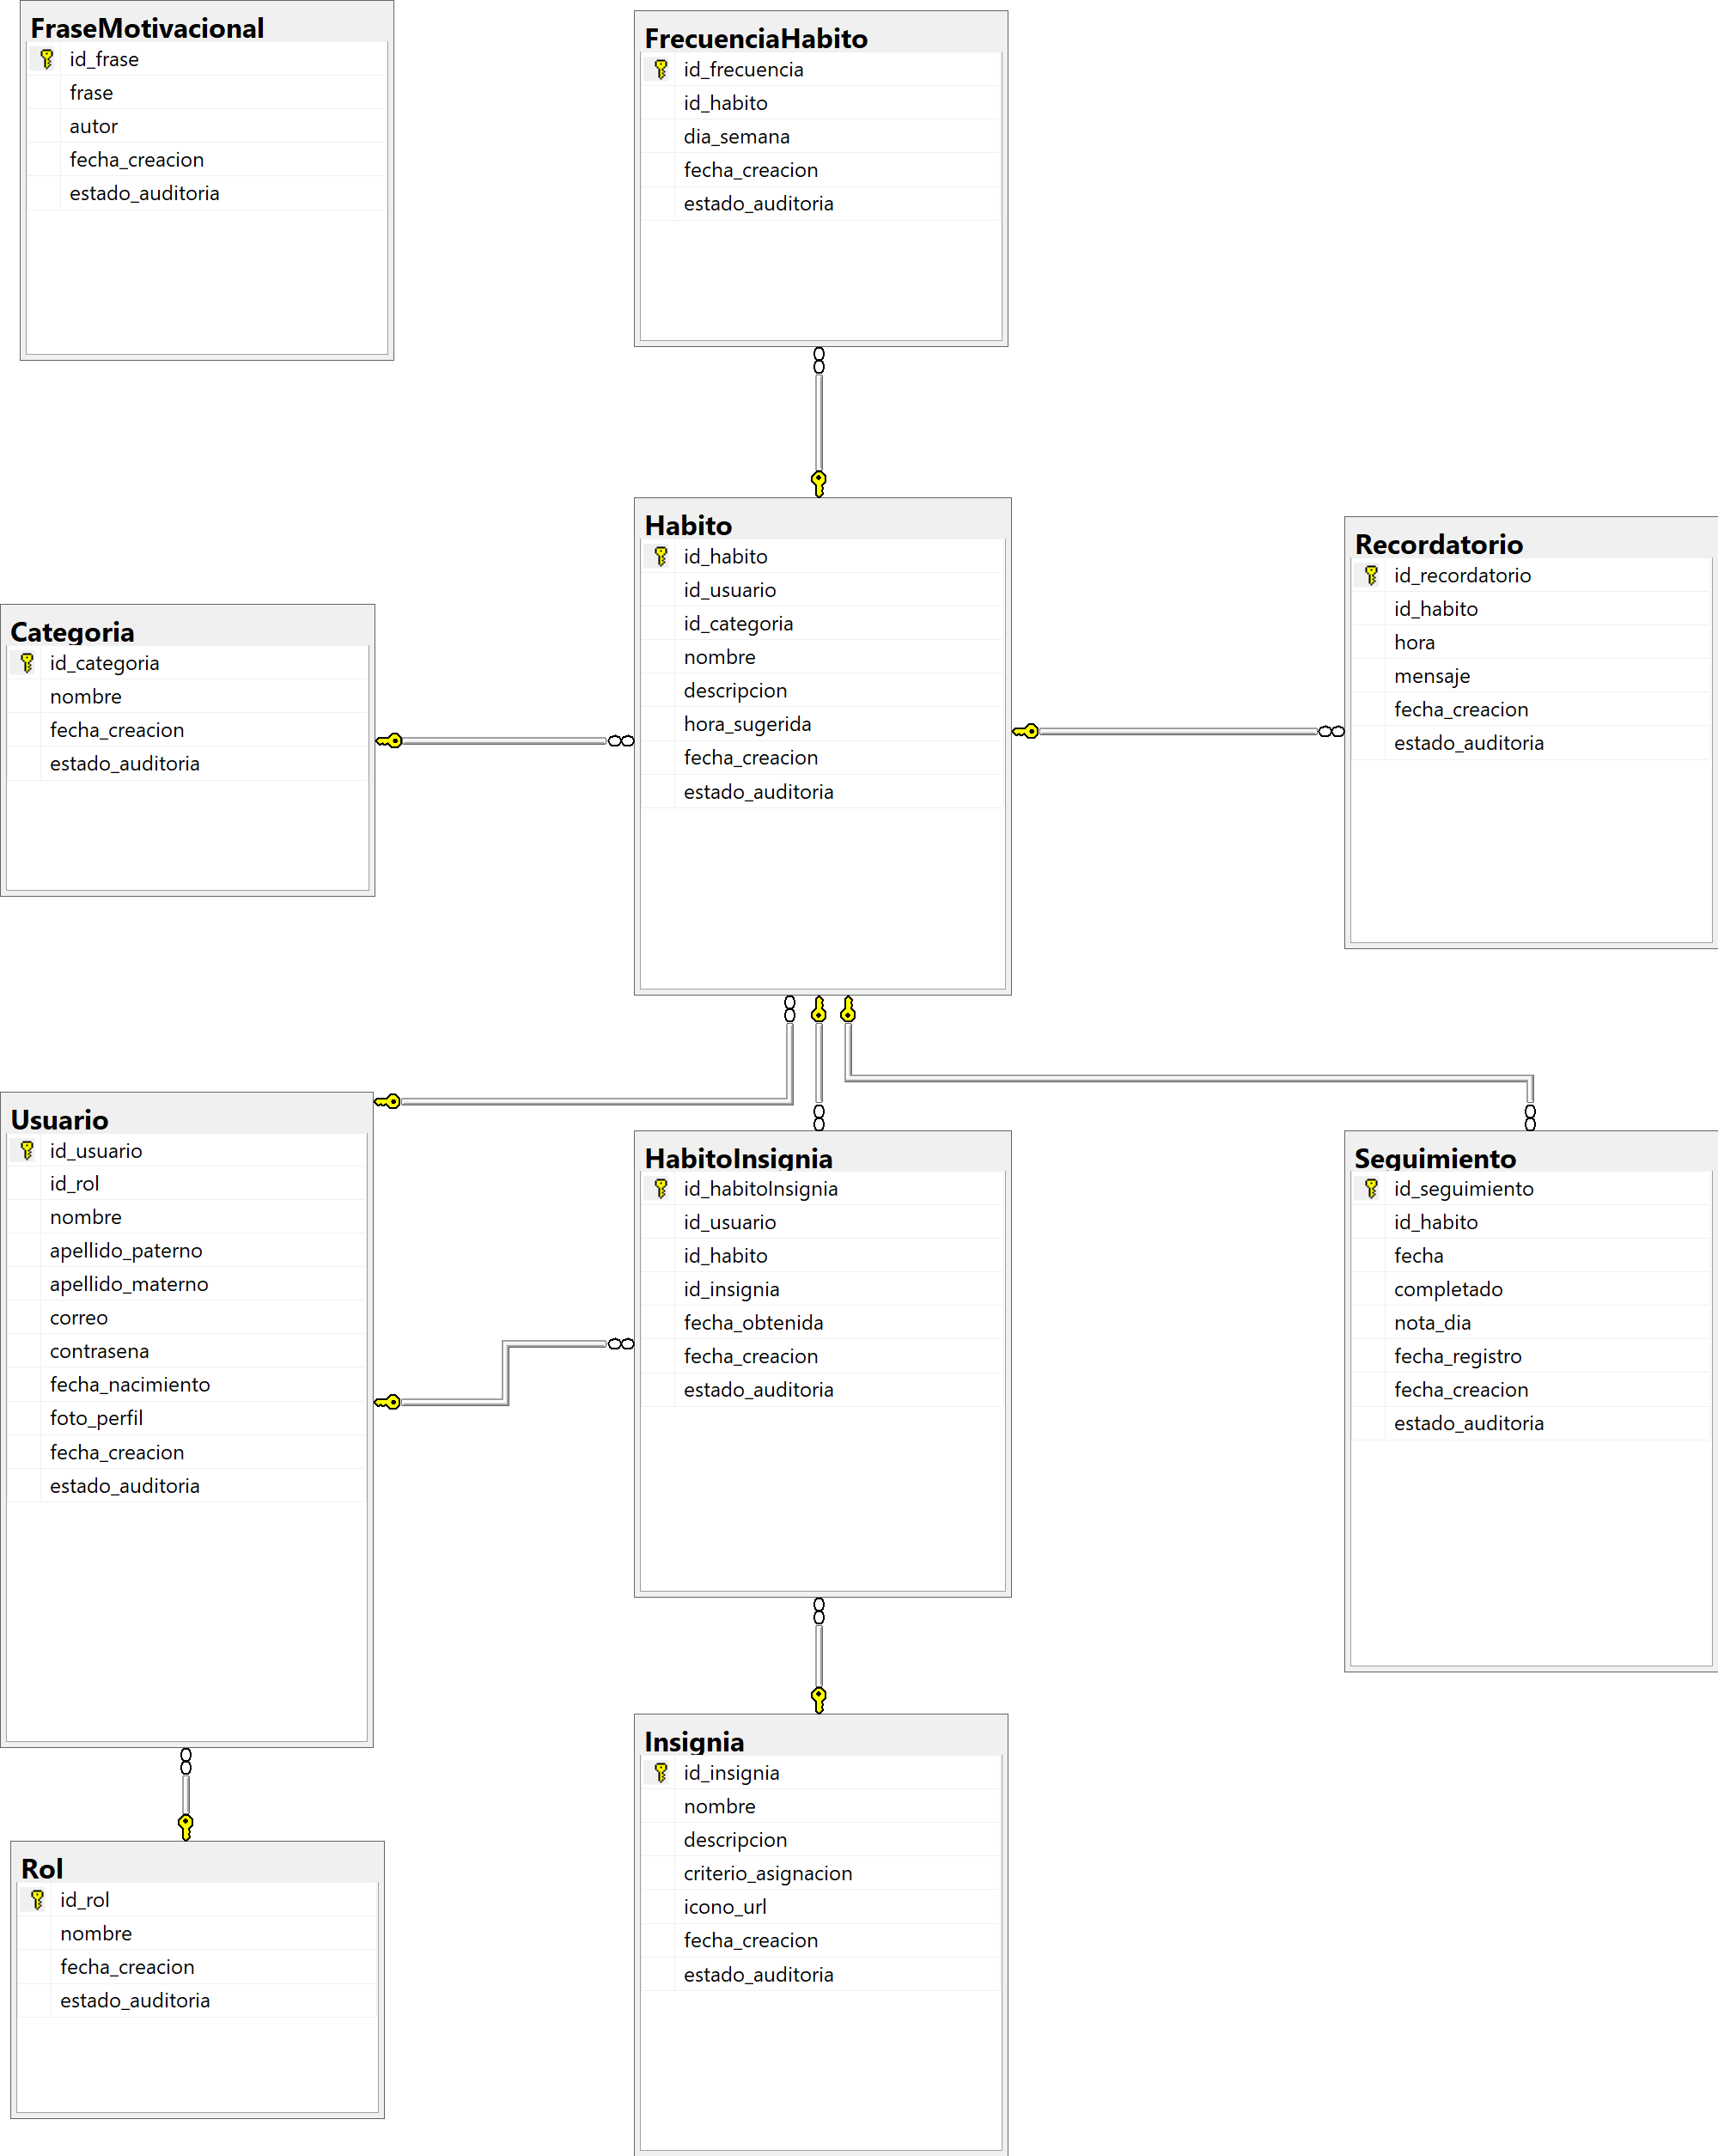 FraseMotivacional
id_frase
frase
autor
fecha_creacion
estado_auditoria
FrecuenciaHabito
id_frecuencia
id_habito
dia_semana
fecha_creacion
estado_auditoria
Habito
id_habito
id_usuario
id_categoria
nombre
descripcion
hora_sugerida
fecha_creacion
estado_auditoria
Recordatorio
id_recordatorio
id_habito
hora
mensaje
fecha_creacion
estado_auditoria
Categoria
id_categoria
nombre
fecha_creacion
estado_auditoria
Usuario
id_usuario
id_rol
nombre
apellido_paterno
apellido_materno
correo
contrasena
fecha_nacimiento
foto_perfil
fecha_creacion
estado_auditoria
HabitoInsignia
id_habitoInsignia
id_usuario
id_habito
id_insignia
fecha_obtenida
fecha_creacion
estado_auditoria
Seguimiento
id_seguimiento
id_habito
fecha
completado
nota_dia
fecha_registro
fecha_creacion
estado_auditoria
Insignia
id_insignia
nombre
descripcion
criterio_asignacion
icono_url
fecha_creacion
estado_auditoria
Rol
id_rol
nombre
fecha_creacion
estado_auditoria